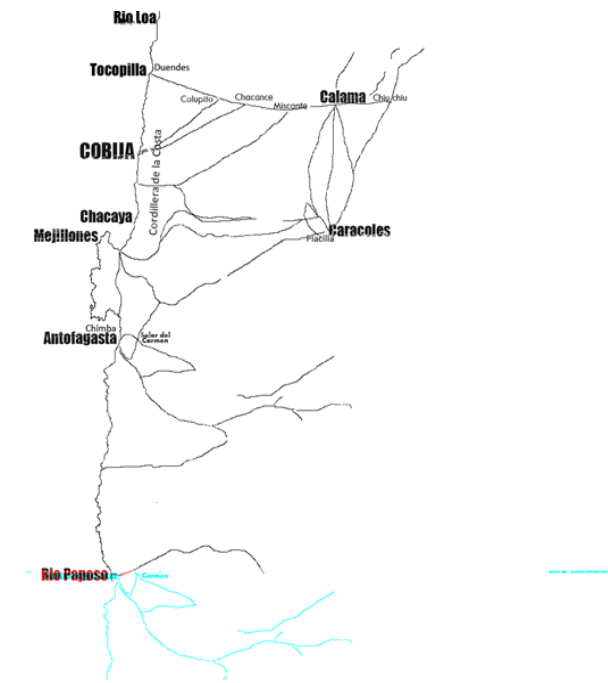 Rio Loa
Tocopilla
Duendes
Colupito
Chacance
Miscante
Calama
Chiu chiu
COBIJA
Cordillera de la Costa
Chacaya
Mejillones
Caracoles
Placilla
Chimba
Antofagasta
Salar del
Carmen
Rio Paposo
Carmen